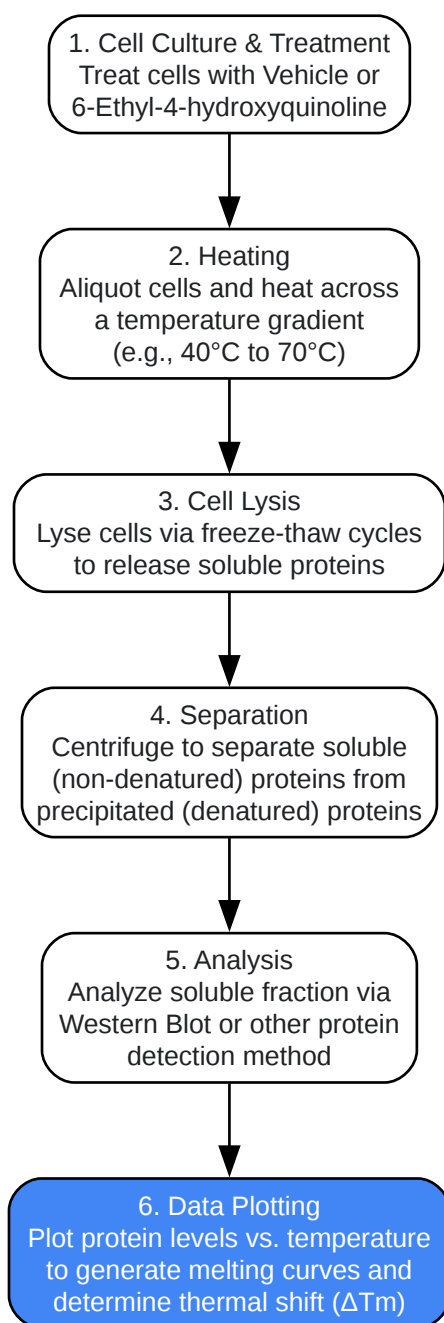 1. Cell Culture & Treatment
Treat cells with Vehicle or
6-Ethyl-4-hydroxyquinoline
2. Heating
Aliquot cells and heat across
a temperature gradient
(e.g., 40°C to 70°C)
3. Cell Lysis
Lyse cells via freeze-thaw cycles
to release soluble proteins
4. Separation
Centrifuge to separate soluble
(non-denatured) proteins from
precipitated (denatured) proteins
5. Analysis
Analyze soluble fraction via
Western Blot or other protein
detection method
6. Data Plotting
Plot protein levels vs. temperature
to generate melting curves and
determine thermal shift (ΔTm)